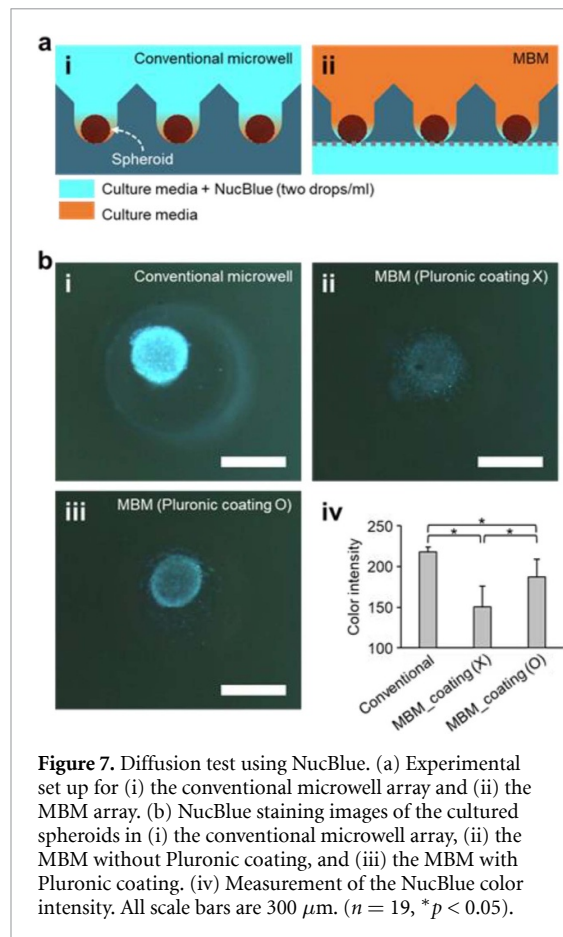 a
i
Conventional microwell
ii
MBM
Spheroid
Culture media + NucBlue (two drops/ml)
Culture media
b
i
Conventional microwell
ii
MBM (Pluronic coating X)
iii
MBM (Pluronic coating O)
iv
Color intensity
250
200
150
100
*
*
*
Conventional
MBM_coating (X)
MBM_coating (O)
Figure 7. Diffusion test using NucBlue. (a) Experimental
set up for (i) the conventional microwell array and (ii) the
MBM array. (b) NucBlue staining images of the cultured
spheroids in (i) the conventional microwell array, (ii) the
MBM without Pluronic coating, and (iii) the MBM with
Pluronic coating. (iv) Measurement of the NucBlue color
intensity. All scale bars are 300 μm. (n = 19, *p < 0.05).